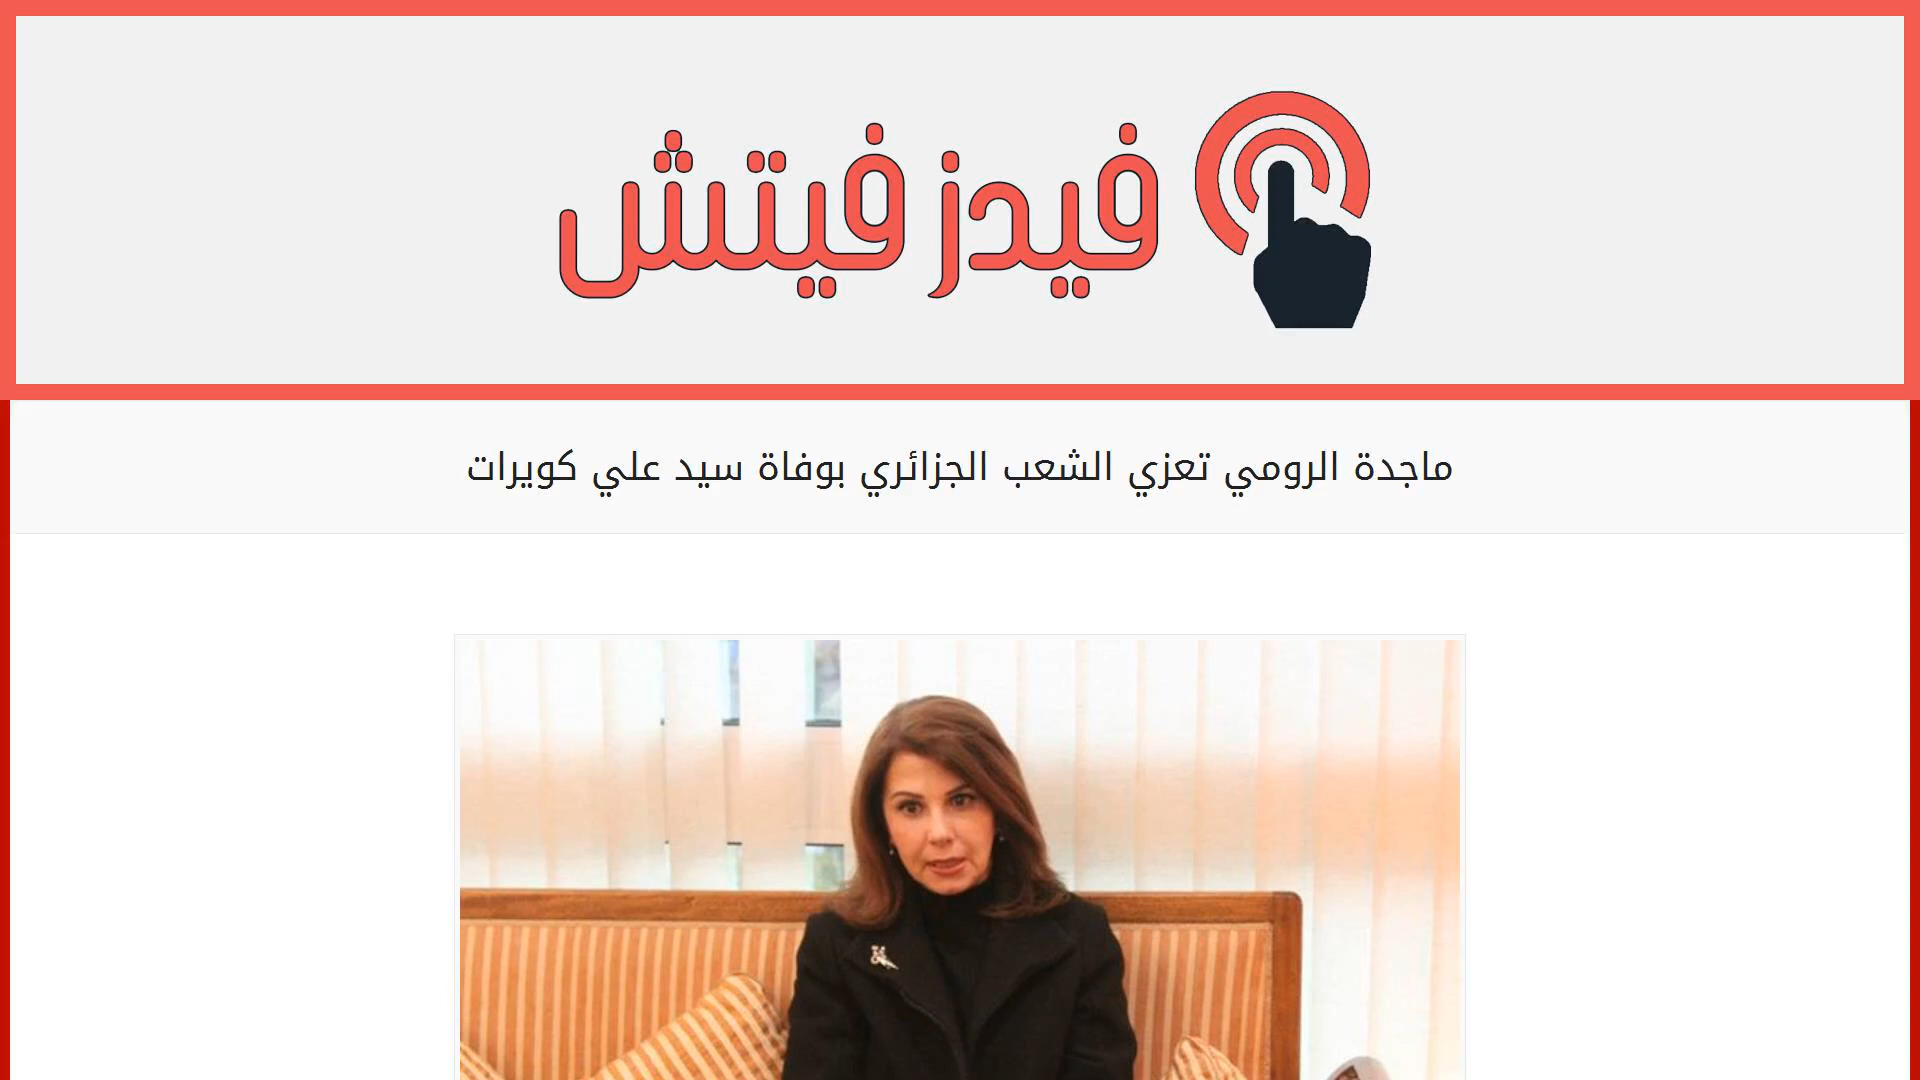 فيدز فيتش
ماجدة الرومي تعزي الشعب الجزائري بوفاة سيد علي كويرات